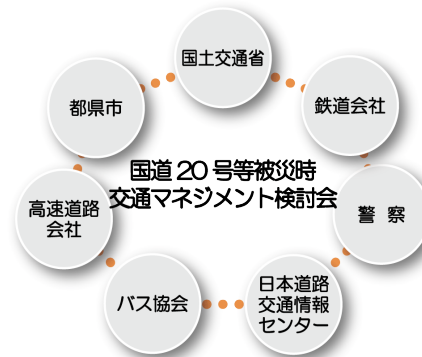 国土交通省
都県市
鉄道会社
国道20号等被災時
交通マネジメント検討会
高速道路
会社
警 察
バス協会
日本道路
交通情報
センター